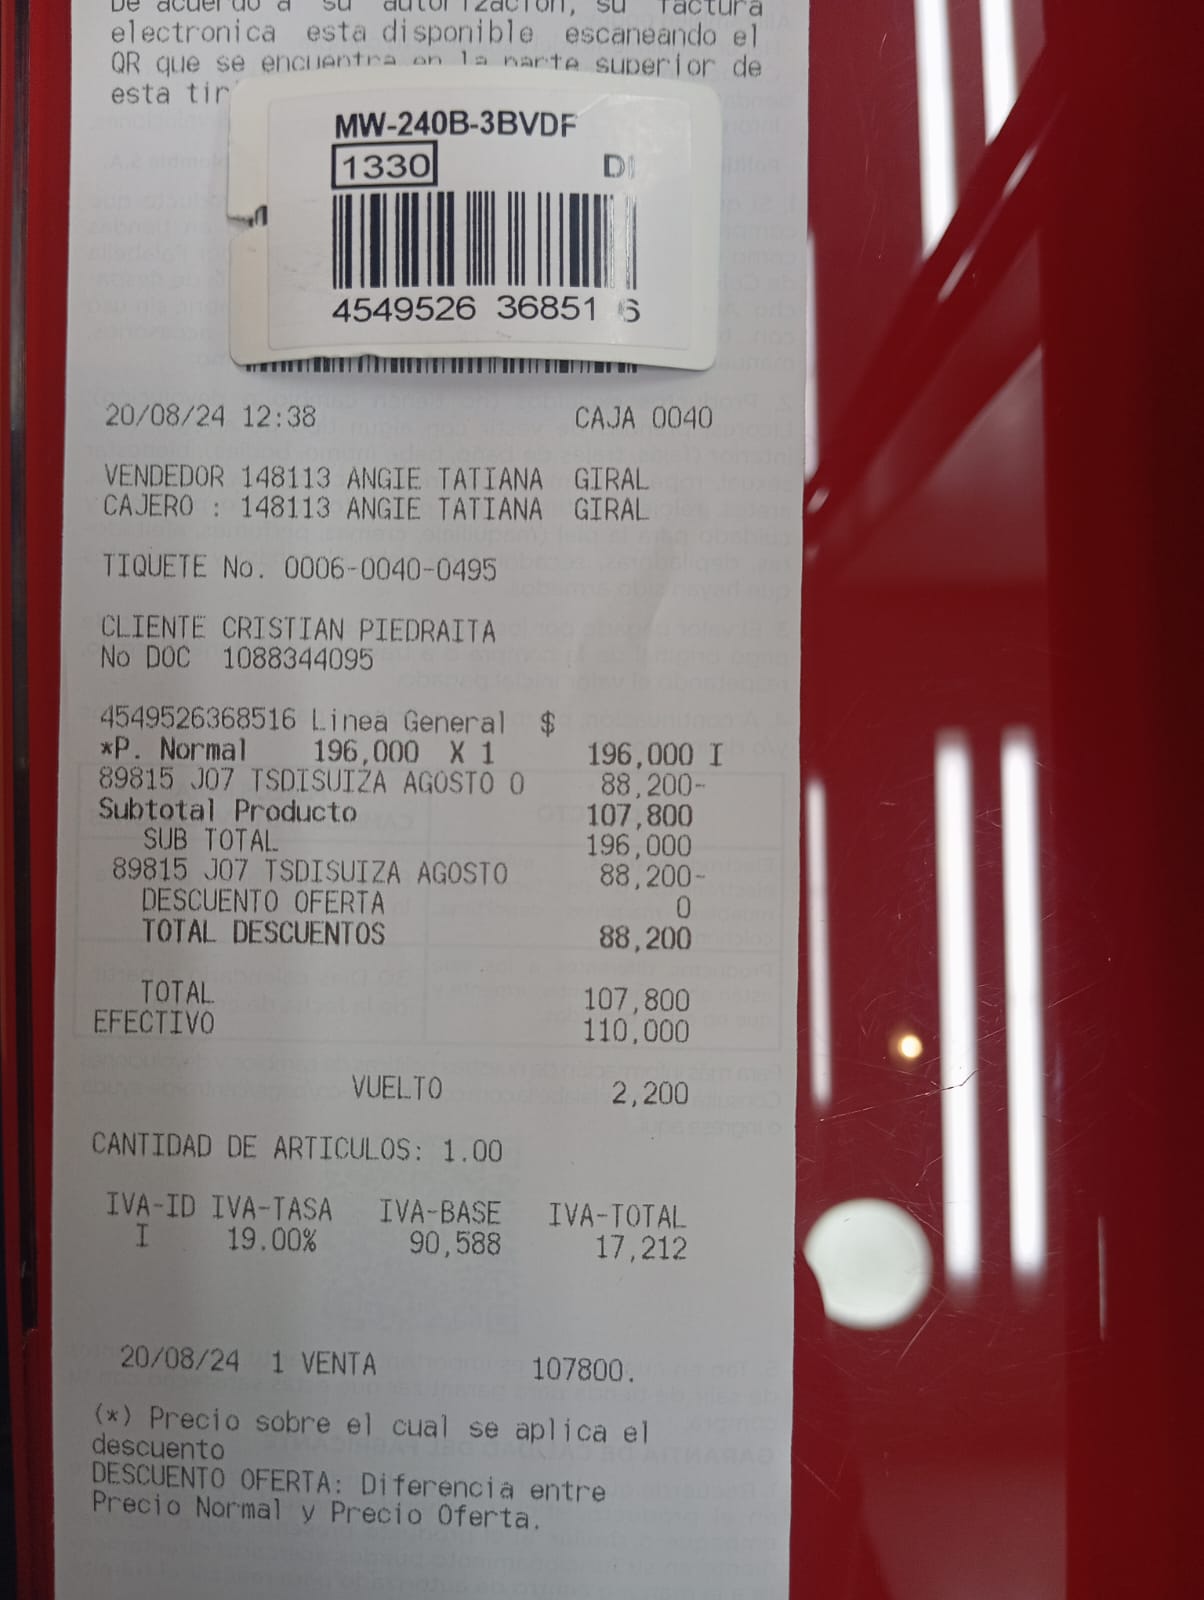 De acuerdo a su autorización, su factura
electronica esta disponible escaneando el
QR que se encuentra en la parte superior de
esta
MW-240B-3BVDF
1330
4549526 36851 6
20/08/24 12:38 CAJA 0040
VENDEDOR 148113 ANGIE TATIANA GIRAL
CAJERO : 148113 ANGIE TATIANA GIRAL
TIQUETE No. 0006-0040-0495
CLIENTE CRISTIAN PIEDRAITA
No DOC 1088344095
4549526368516 Linea General $
*P. Normal 196,000 X 1 196,000 I
89815 J07 TSDISUIZA AGOSTO O 88,200-
Subtotal Producto 107,800
SUB TOTAL 196,000
89815 J07 TSDISUIZA AGOSTO 88,200-
DESCUENTO OFERTA 0
TOTAL DESCUENTOS 88,200
TOTAL 107,800
EFECTIVO 110,000
VUELTO 2,200
CANTIDAD DE ARTICULOS: 1.00
IVA-ID IVA-TASA IVA-BASE IVA-TOTAL
I 19.00% 90,588 17,212
20/08/24 1 VENTA 107800.
(*) Precio sobre el cual se aplica el
descuento
DESCUENTO OFERTA: Diferencia entre
Precio Normal y Precio Oferta.